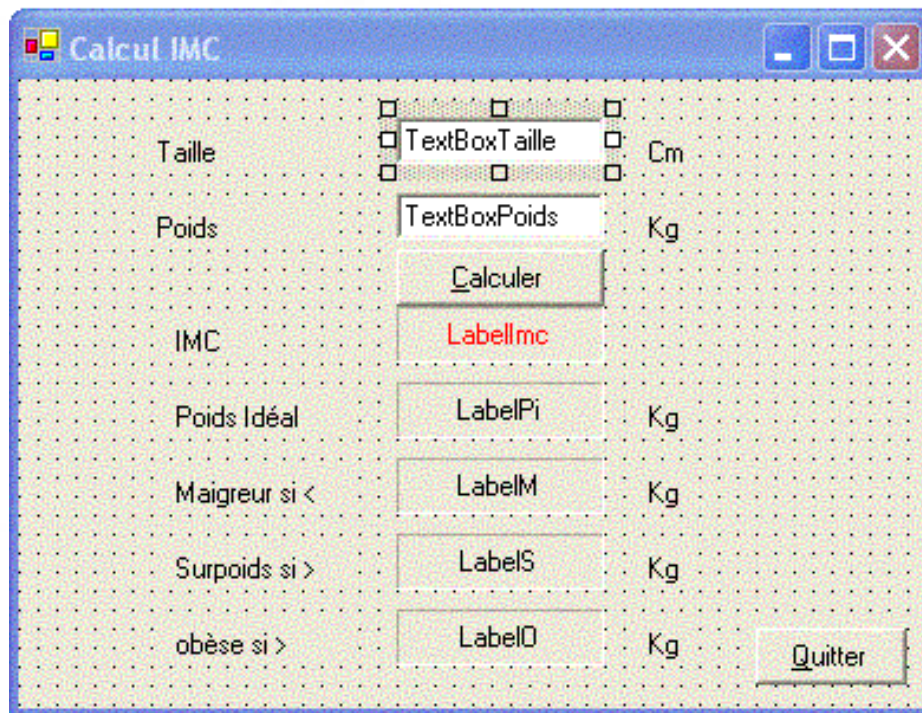 Calcul IMC
Taille TextBoxTaille Cm
Poids TextBoxPoids Kg
Calculer
IMC LabelImc
Poids Idéal LabelPi Kg
Maigreur si < LabelM Kg
Surpoids si > LabelS Kg
obèse si > LabelO Kg
Quitter